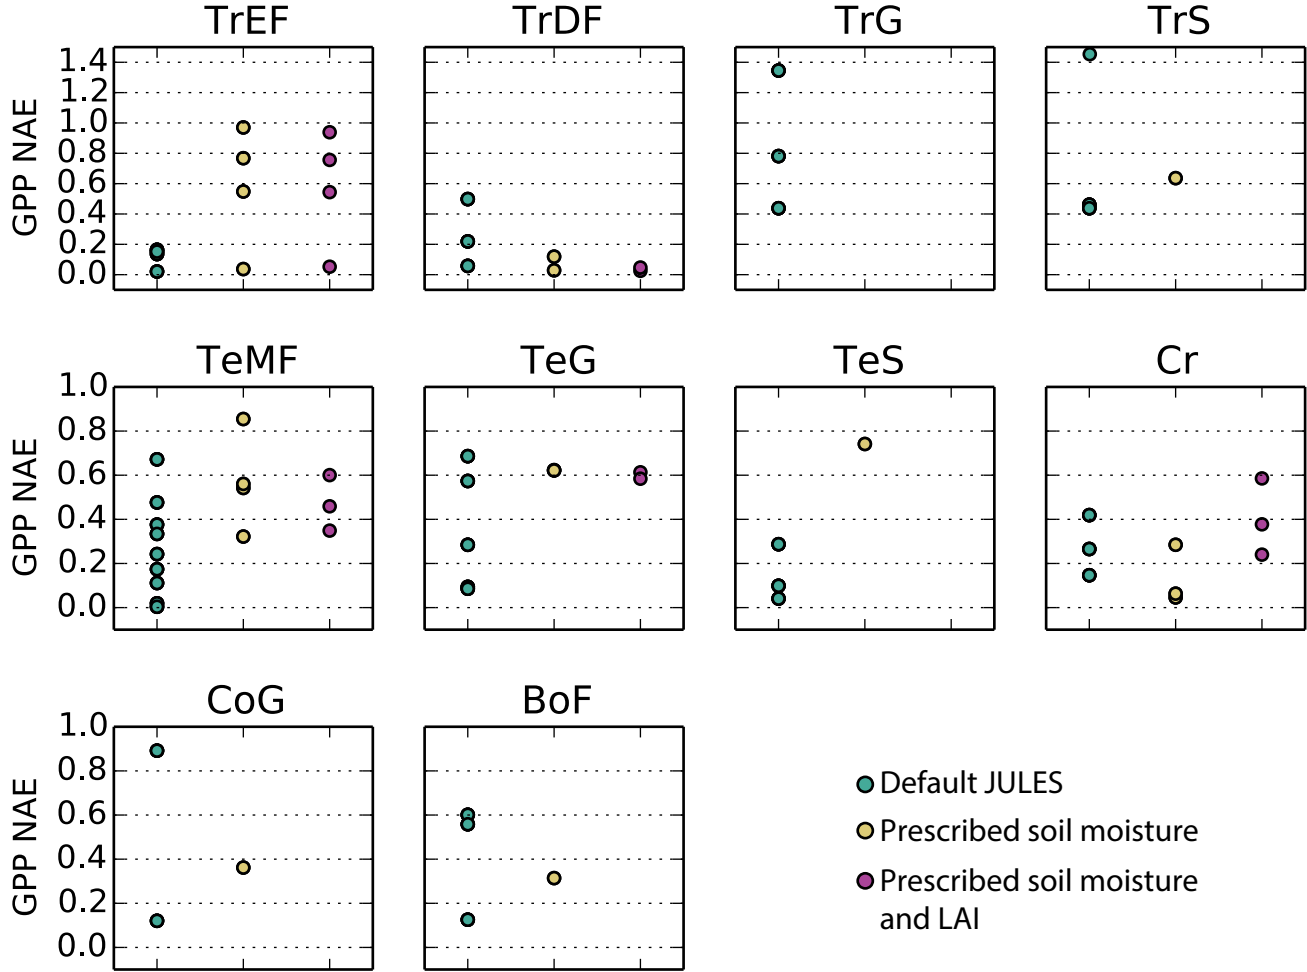 TrEF TrDF TrG TrS
GPP NAE
1.4
1.2
1.0
0.8
0.6
0.4
0.2
0.0
TeMF TeG TeS Cr
GPP NAE
1.0
0.8
0.6
0.4
0.2
0.0
CoG BoF
GPP NAE
1.0
0.8
0.6
0.4
0.2
0.0
Default JULES
Prescribed soil moisture
Prescribed soil moisture
and LAI